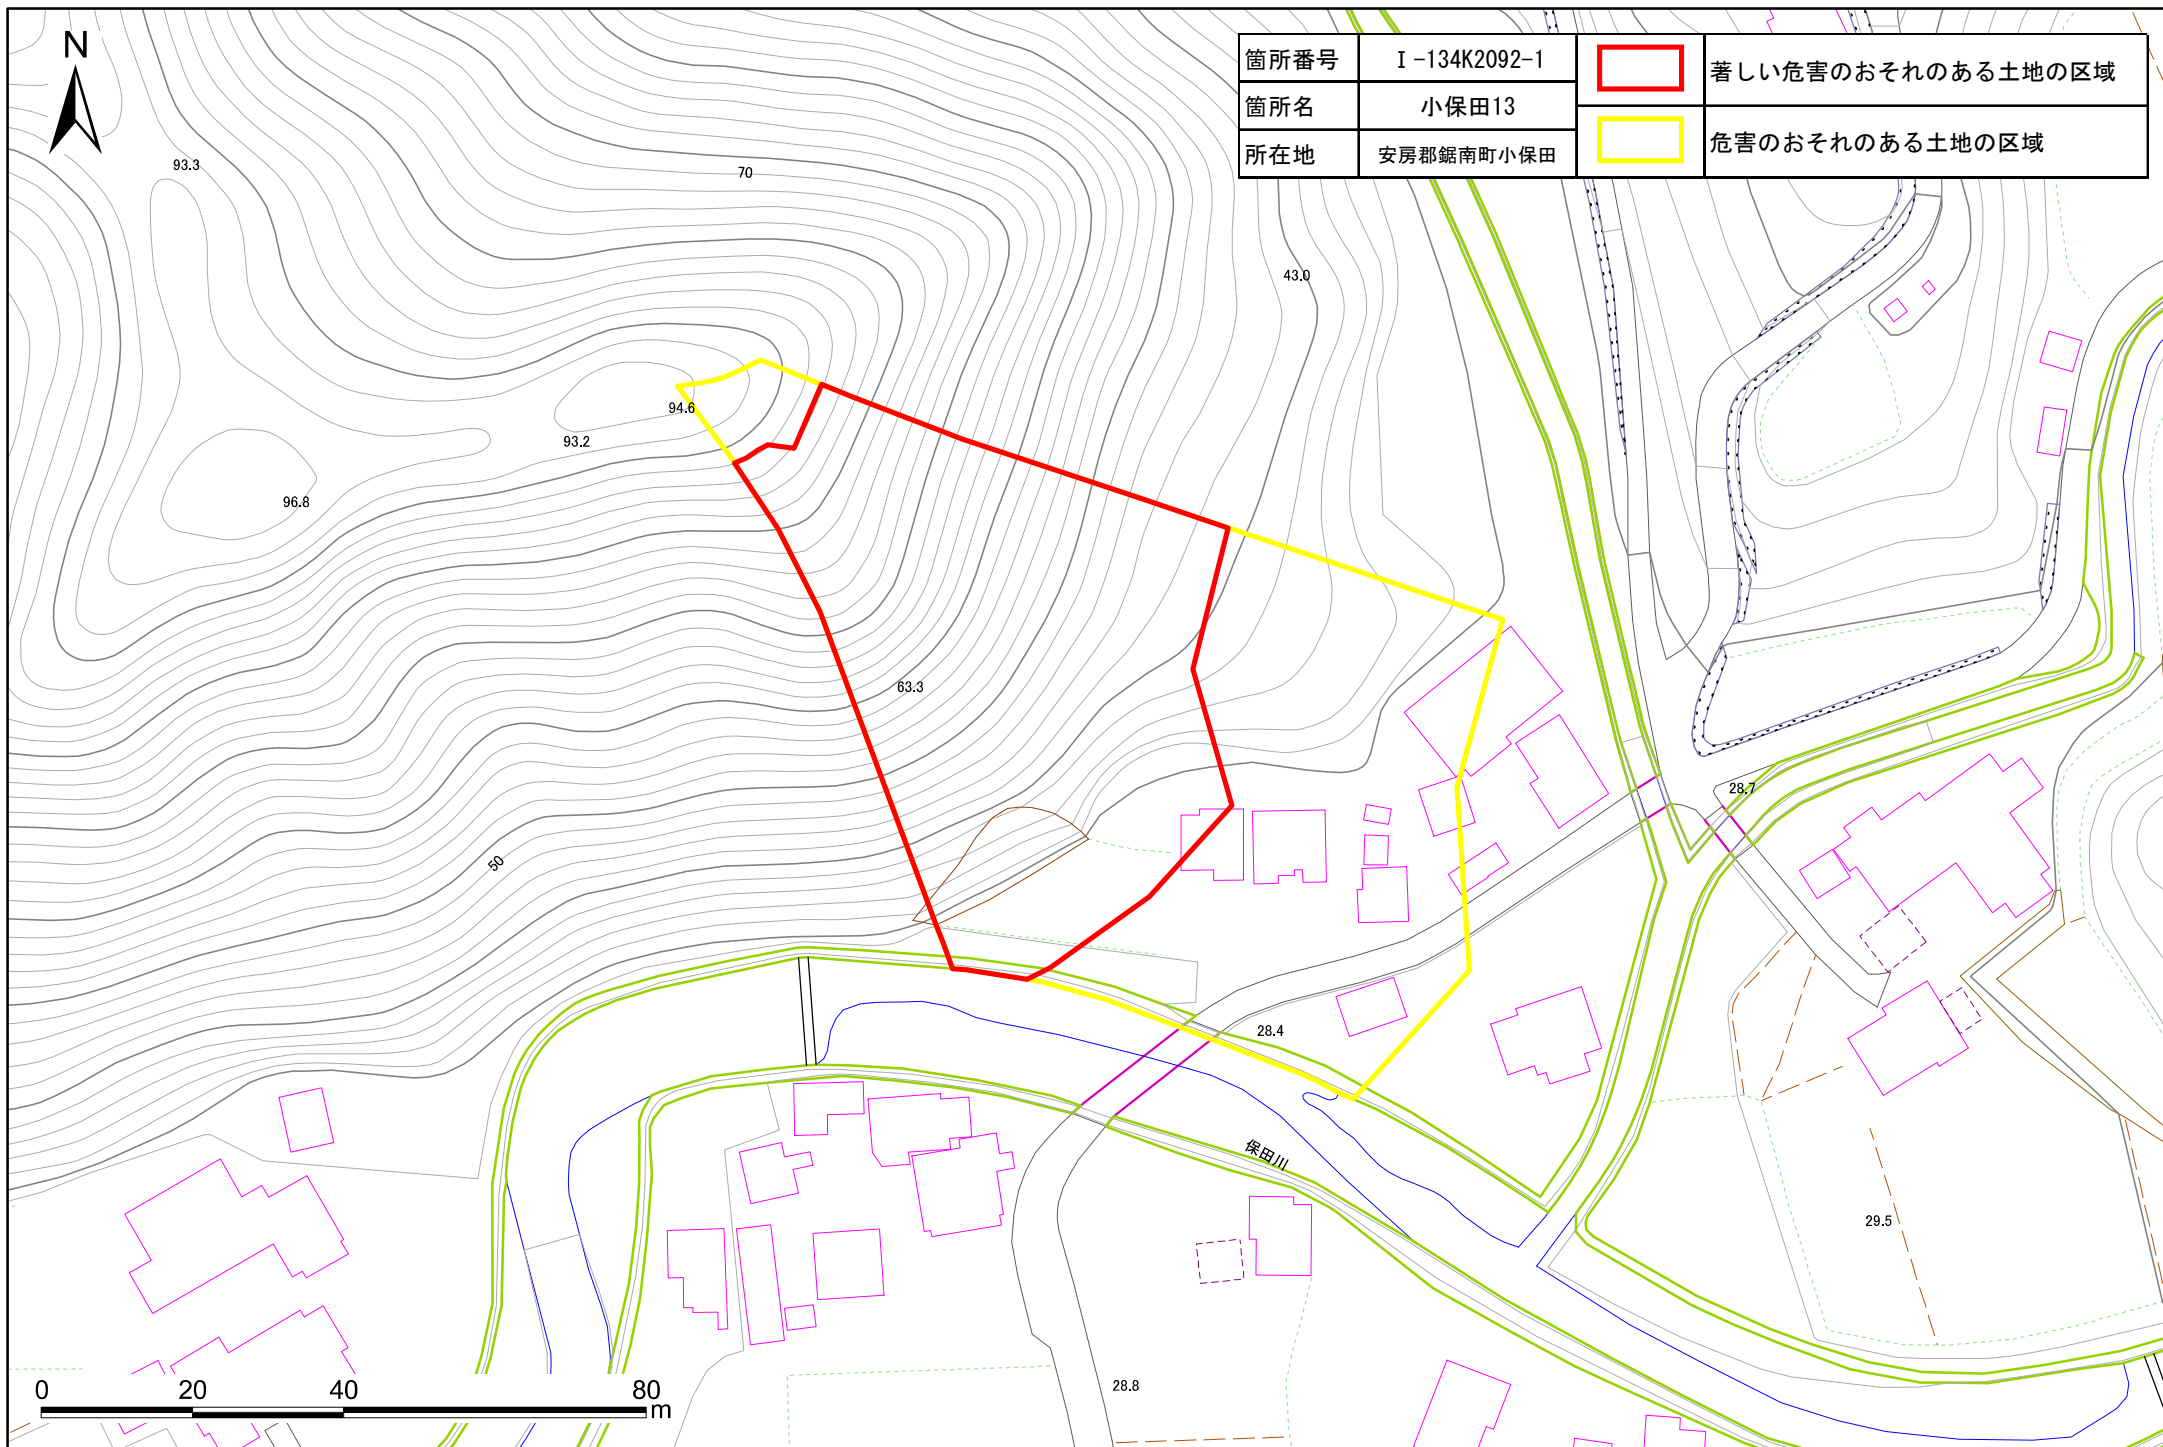 N
箇所番号 Ⅰ-134K2092-1
箇所名 小保田13
所在地 安房郡鋸南町小保田
著しい危害のおそれのある土地の区域
危害のおそれのある土地の区域
93.3
70
43.0
94.6
93.2
96.8
63.3
50
28.7
28.4
保田川
29.5
28.8
0 20 40 80
m